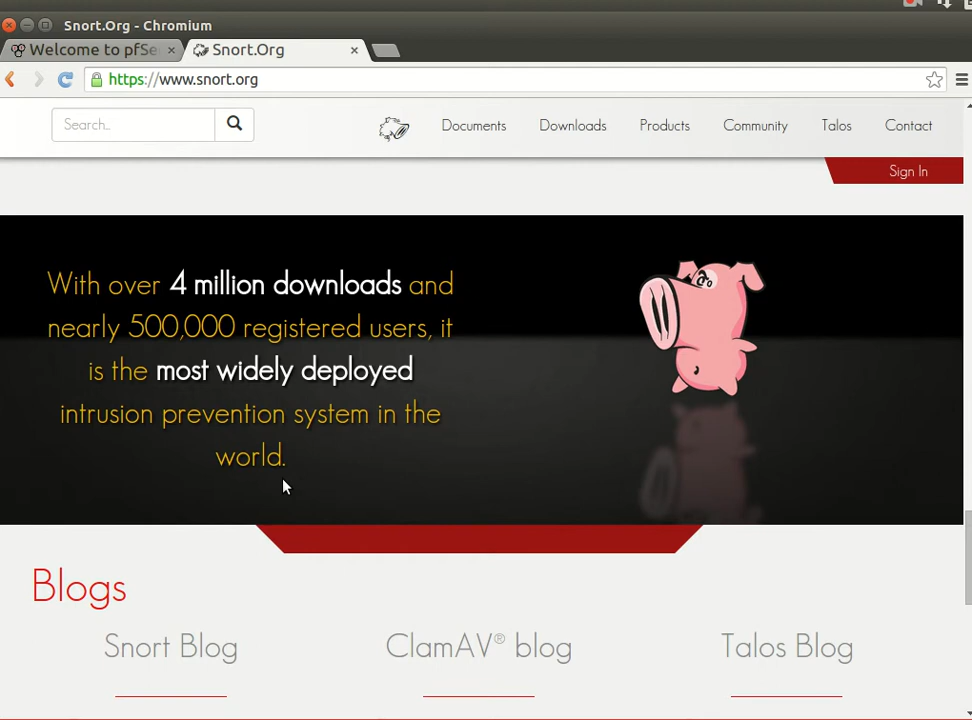 Snort.Org - Chromium
Welcome to pfSe
Snort.Org
https://www.snort.org
Search..
Documents
Downloads
Products
Community
Talos
Contact
Sign In
With over 4 million downloads and
nearly 500,000 registered users, it
is the most widely deployed
intrusion prevention system in the
world.
Blogs
Snort Blog
ClamAV® blog
Talos Blog